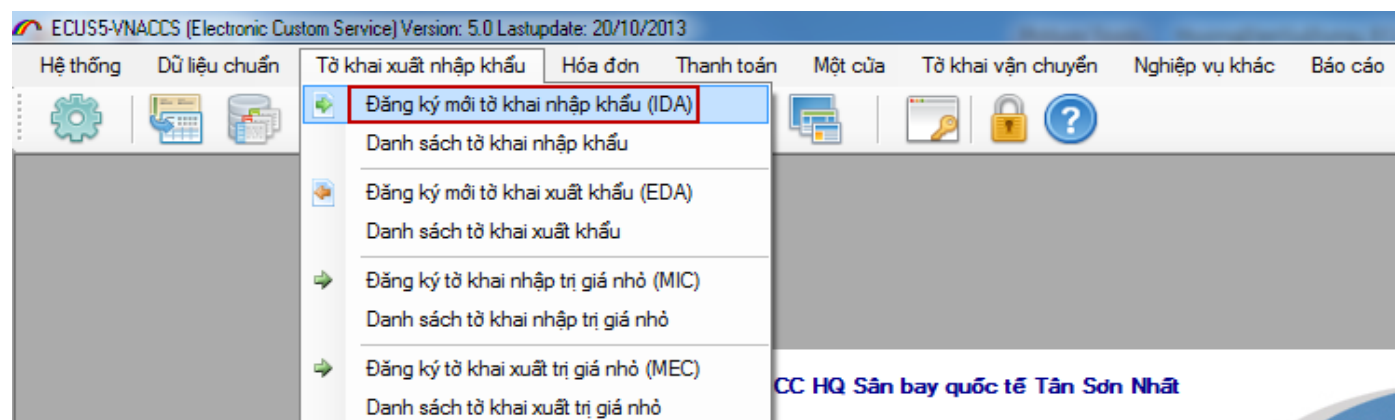 ECUS5-VNACCS (Electronic Custom Service) Version: 5.0 Lastupdate: 20/10/2013
Hệ thống Dữ liệu chuẩn Tờ khai xuất nhập khẩu Hóa đơn Thanh toán Một cửa Tờ khai vận chuyển Nghiệp vụ khác Báo cáo
Đăng ký mới tờ khai nhập khẩu (IDA)
Danh sách tờ khai nhập khẩu
Đăng ký mới tờ khai xuất khẩu (EDA)
Danh sách tờ khai xuất khẩu
Đăng ký tờ khai nhập trị giá nhỏ (MIC)
Danh sách tờ khai nhập trị giá nhỏ
Đăng ký tờ khai xuất trị giá nhỏ (MEC)
CC HQ Sân bay quốc tế Tân Sơn Nhất
Danh sách tờ khai xuất trị giá nhỏ